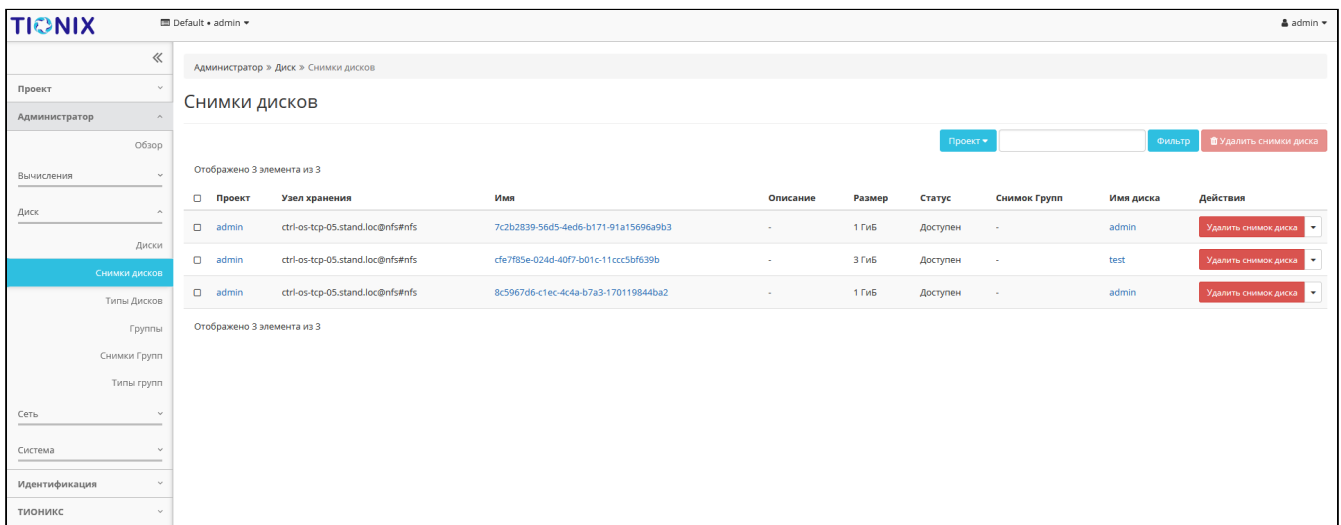 TIONIX Default • admin admin
Администратор » Диск » Снимки дисков
Проект
Администратор
Обзор
Вычисления
Диск
Диски
Снимки дисков
Типы Дисков
Группы
Снимки Групп
Типы групп
Сеть
Система
Идентификация
ТИОНИКС
Снимки дисков
Проект Фильтр Удалить снимки диска
Отображено 3 элемента из 3
Проект Узел хранения Имя Описание Размер Статус Снимок Групп Имя диска Действия
admin ctrl-os-tcp-05.stand.loc@nfs#nfs 7c2b2839-56d5-4ed6-b171-91a15696a9b3 - 1 ГиБ Доступен - admin Удалить снимок диска
admin ctrl-os-tcp-05.stand.loc@nfs#nfs cfe7f85e-024d-40f7-b01c-11ccc5bf639b - 3 ГиБ Доступен - test Удалить снимок диска
admin ctrl-os-tcp-05.stand.loc@nfs#nfs 8c5967d6-c1ec-4c4a-b7a3-170119844ba2 - 1 ГиБ Доступен - admin Удалить снимок диска
Отображено 3 элемента из 3